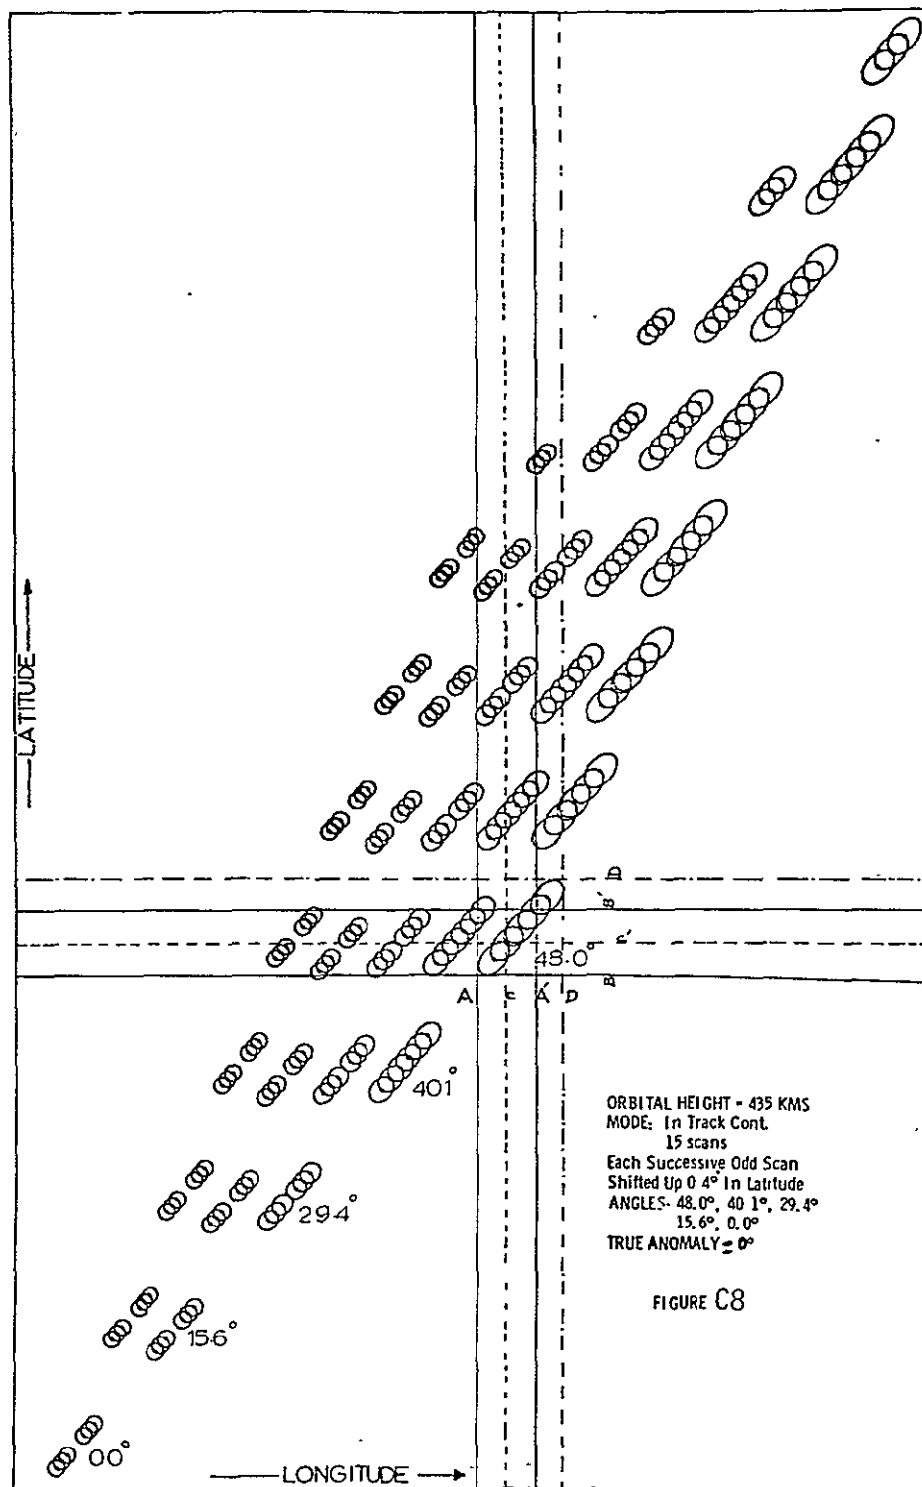 LATITUDE
D
B'
c'
48.0°
B
A c A' D
40.1°
ORBITAL HEIGHT - 435 KMS
MODE: In Track Cont.
15 scans
Each Successive Odd Scan
Shifted Up 0 4° In Latitude
ANGLES- 48.0°, 40 1°, 29.4°
15.6°, 0.0°
TRUE ANOMALY = 0°
29.4°
FIGURE C8
15.6°
0.0°
LONGITUDE